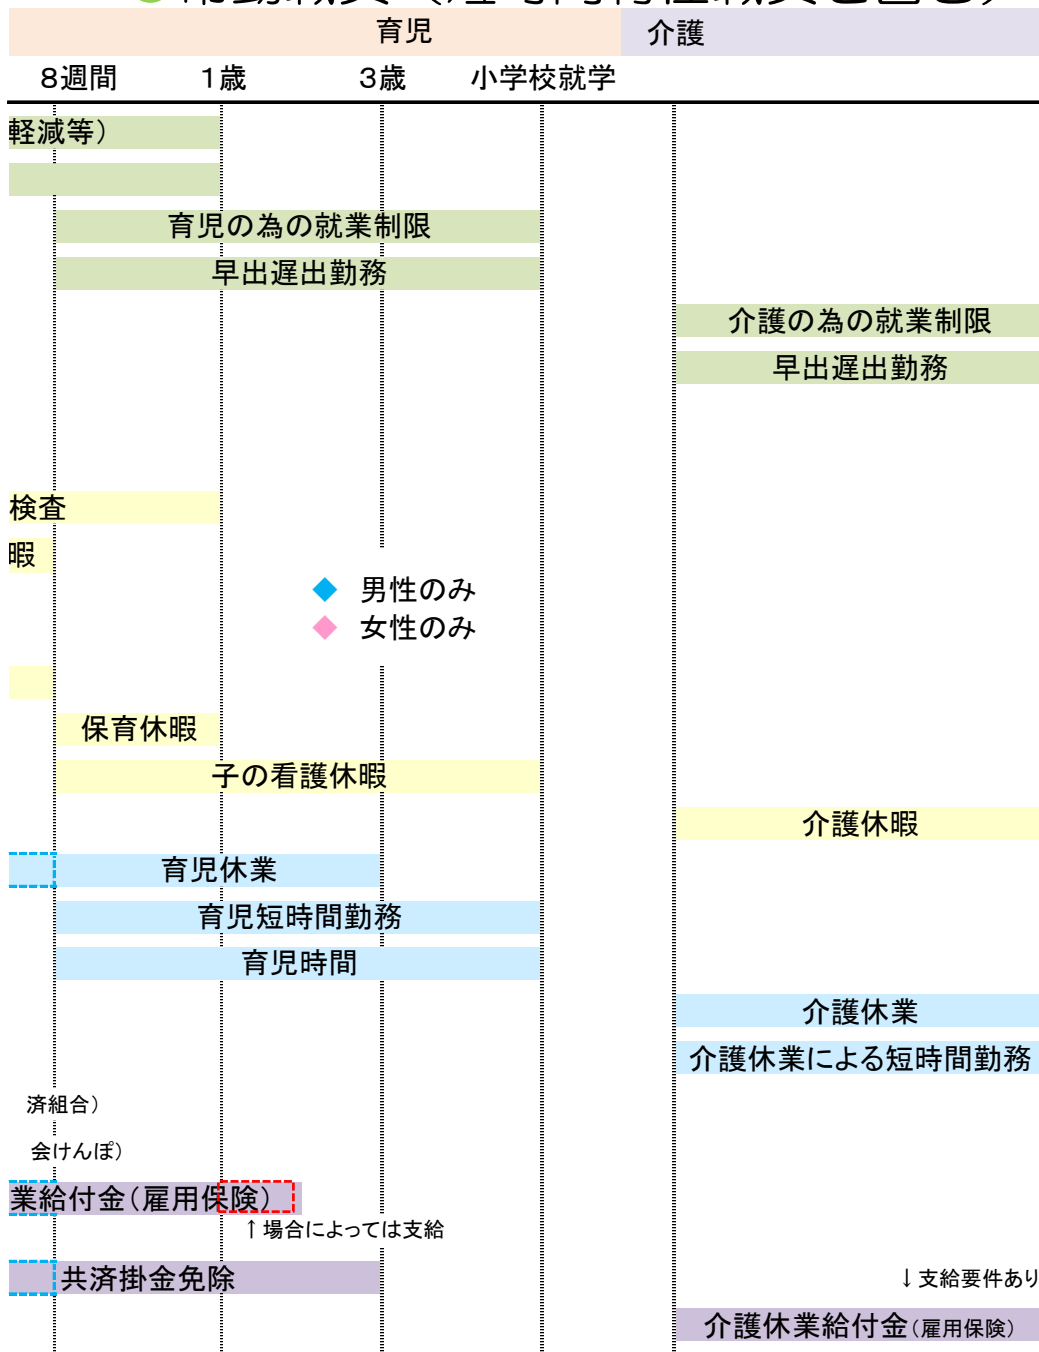 育児 介護
8週間 1歳 3歳 小学校就学
軽減等)
育児の為の就業制限
早出遅出勤務
介護の為の就業制限
早出遅出勤務
検査
暇
◆ 男性のみ
◆ 女性のみ
保育休暇
子の看護休暇
介護休暇
育児休業
育児短時間勤務
育児時間
介護休業
介護休業による短時間勤務
済組合)
会けんぽ)
業給付金(雇用保険)
↑場合によっては支給
共済掛金免除
↓支給要件あり
介護休業給付金(雇用保険)